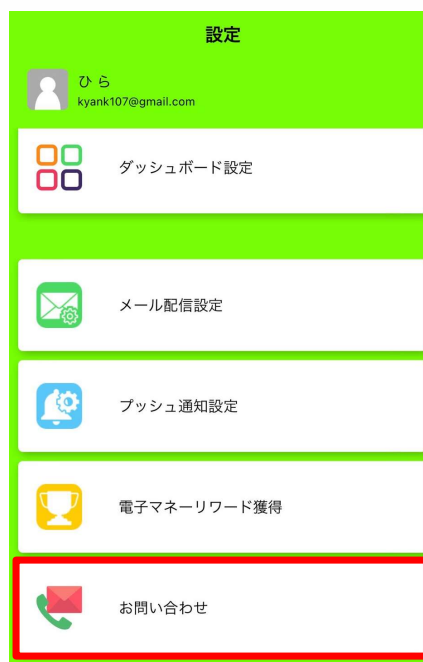 設定
ひ ら
kyank107@gmail.com
ダッシュボード設定
メール配信設定
プッシュ通知設定
電子マネーリワード獲得
お問い合わせ